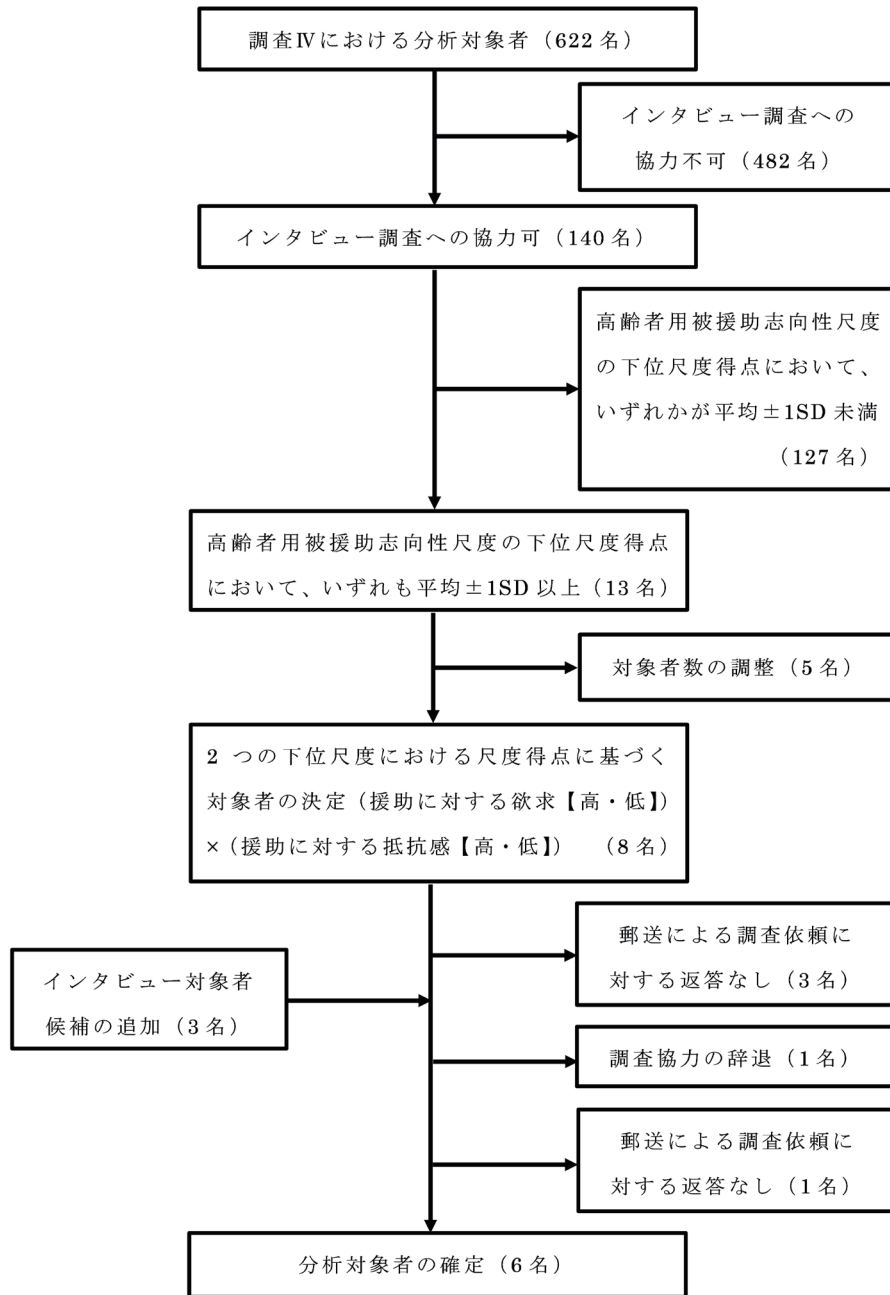 調査Ⅳにおける分析対象者（622名）
インタビュー調査への
協力不可（482名）
インタビュー調査への協力可（140名）
高齢者用被援助志向性尺度
の下位尺度得点において、
いずれかが平均±1SD未満
（127名）
高齢者用被援助志向性尺度の下位尺度得点
において、いずれも平均±1SD以上（13名）
対象者数の調整（5名）
2 つの下位尺度における尺度得点に基づく
対象者の決定（援助に対する欲求【高・低】）
×（援助に対する抵抗感【高・低】）　（8名）
郵送による調査依頼に
対する返答なし（3名）
インタビュー対象者
候補の追加（3名）
調査協力の辞退（1名）
郵送による調査依頼に
対する返答なし（1名）
分析対象者の確定（6名）